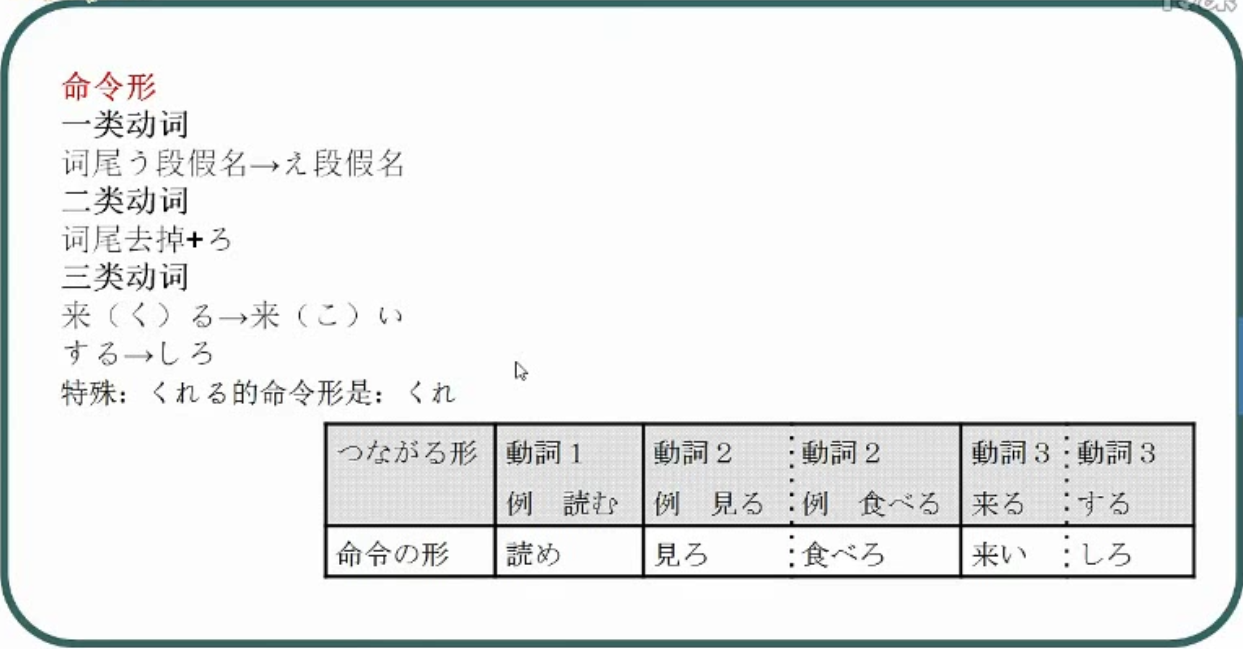 命令形
一类动词
词尾う段假名→え段假名
二类动词
词尾去掉+ろ
三类动词
来（く）る→来（こ）い
する→しろ
特殊：くれる的命令形是：くれ
つながる形 動詞１ 動詞２ 動詞２ 動詞３ 動詞３
例　読む 例　見る 例　食べる 来る する
命令の形 読め 見ろ 食べろ 来い しろ